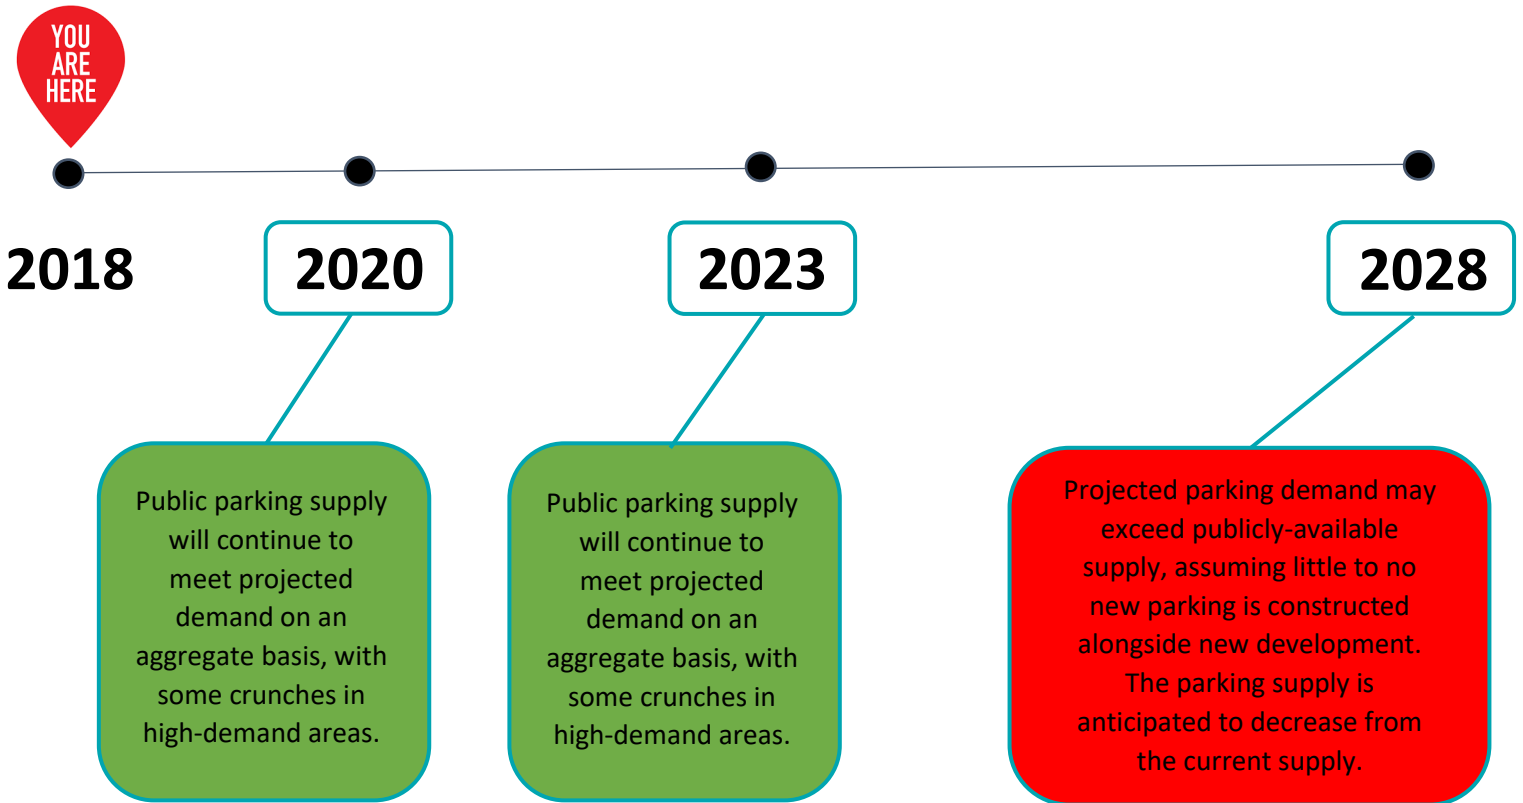 YOU
ARE
HERE
2018
2020
2023
2028
Public parking supply
will continue to
meet projected
demand on an
aggregate basis, with
some crunches in
high-demand areas.
Public parking supply
will continue to
meet projected
demand on an
aggregate basis, with
some crunches in
high-demand areas.
Projected parking demand may
exceed publicly-available
supply, assuming little to no
new parking is constructed
alongside new development.
The parking supply is
anticipated to decrease from
the current supply.